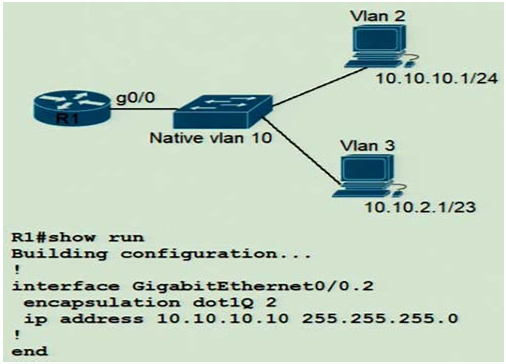 Vlan 2
10.10.10.1/24
g0/0
R1
Native vlan 10
Vlan 3
10.10.2.1/23
R1#show run
Building configuration...
!
interface GigabitEthernet0/0.2
 encapsulation dot1Q 2
 ip address 10.10.10.10 255.255.255.0
!
end